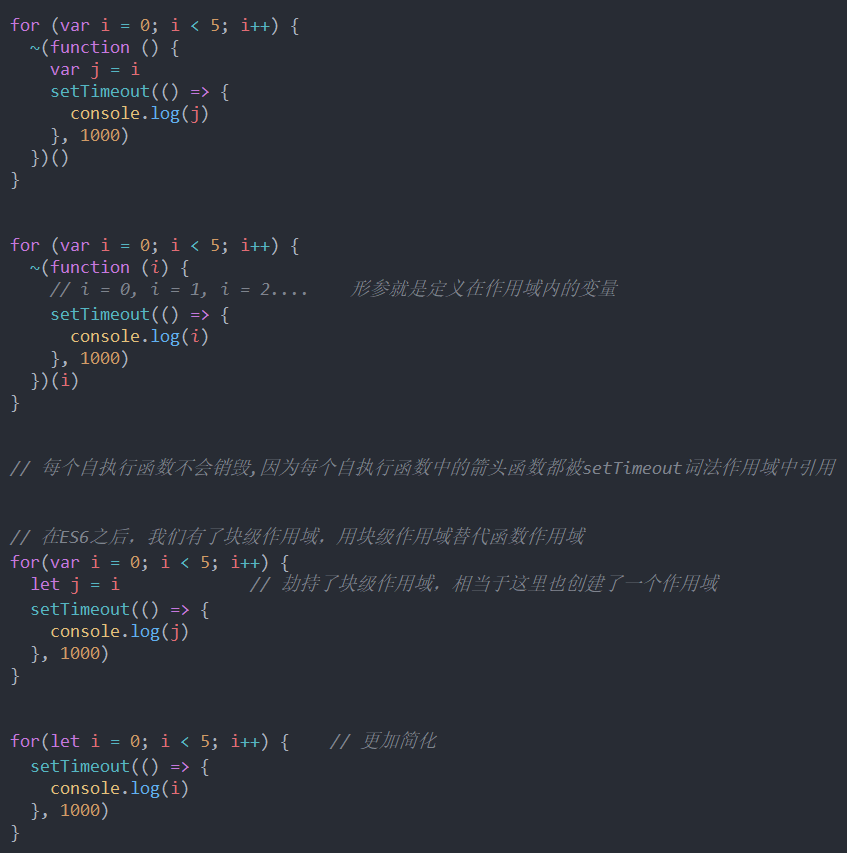 for (var i = 0; i < 5; i++) {
  ~(function () {
    var j = i
    setTimeout(() => {
      console.log(j)
    }, 1000)
  })()
}
for (var i = 0; i < 5; i++) {
  ~(function (i) {
    // i = 0, i = 1, i = 2....    形参就是定义在作用域内的变量
    setTimeout(() => {
      console.log(i)
    }, 1000)
  })(i)
}
// 每个自执行函数不会销毁,因为每个自执行函数中的箭头函数都被setTimeout词法作用域中引用
// 在ES6之后，我们有了块级作用域．用块级作用域替代函数作用域
for(var i = 0; i < 5; i++) {
  let j = i             // 劫持了块级作用域，相当于这里也创建了一个作用域
  setTimeout(() => {
    console.log(j)
  }, 1000)
}
for(let i = 0; i < 5; i++) {    // 更加简化
  setTimeout(() => {
    console.log(i)
  }, 1000)
}